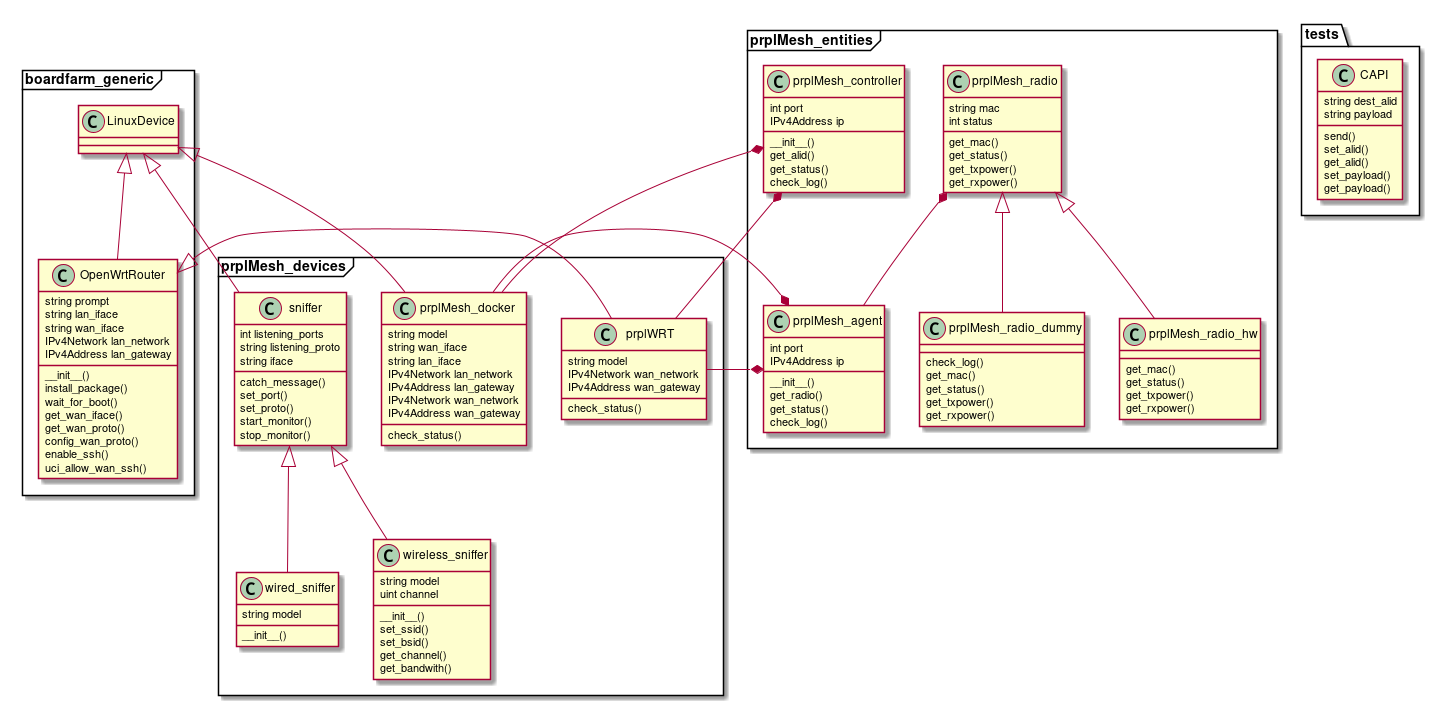 boardfarm_generic
C LinuxDevice
C OpenWrtRouter
string prompt
string lan_iface
string wan_iface
IPv4Network lan_network
IPv4Address lan_gateway
__init__()
install_package()
wait_for_boot()
get_wan_iface()
get_wan_proto()
config_wan_proto()
enable_ssh()
uci_allow_wan_ssh()
prplMesh_devices
C sniffer
int listening_ports
string listening_proto
string iface
catch_message()
set_port()
set_proto()
start_monitor()
stop_monitor()
C prplMesh_docker
string model
string wan_iface
string lan_iface
IPv4Network lan_network
IPv4Address lan_gateway
IPv4Network wan_network
IPv4Address wan_gateway
check_status()
C prplWRT
string model
IPv4Network wan_network
IPv4Address wan_gateway
check_status()
C wired_sniffer
string model
__init__()
C wireless_sniffer
string model
uint channel
__init__()
set_ssid()
set_bsid()
get_channel()
get_bandwith()
prplMesh_entities
C prplMesh_controller
int port
IPv4Address ip
__init__()
get_alid()
get_status()
check_log()
C prplMesh_radio
string mac
int status
get_mac()
get_status()
get_txpower()
get_rxpower()
C prplMesh_agent
int port
IPv4Address ip
__init__()
get_radio()
get_status()
check_log()
C prplMesh_radio_dummy
check_log()
get_mac()
get_status()
get_txpower()
get_rxpower()
C prplMesh_radio_hw
get_mac()
get_status()
get_txpower()
get_rxpower()
tests
C CAPI
string dest_alid
string payload
send()
set_alid()
get_alid()
set_payload()
get_payload()